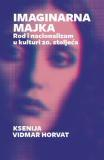 IMAGINARNA
MAJKA
Rod i nacionalizam
u kulturi 20. stoljeća
KSENIJA
VIDMAR HORVAT